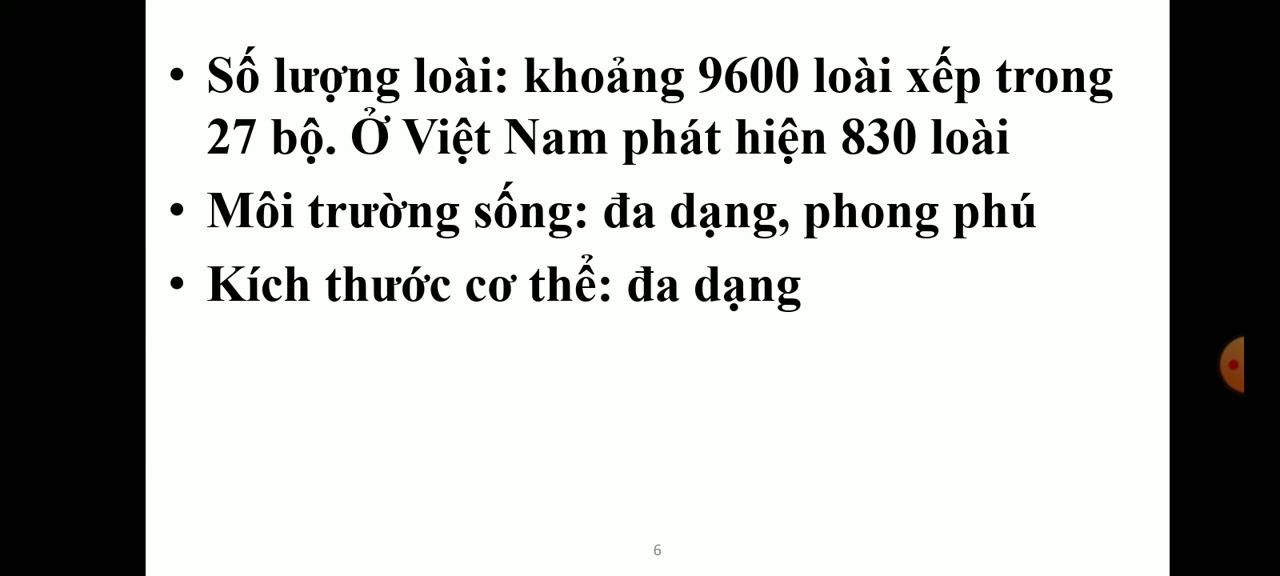 • Số lượng loài: khoảng 9600 loài xếp trong
27 bộ. Ở Việt Nam phát hiện 830 loài
• Môi trường sống: đa dạng, phong phú
• Kích thước cơ thể: đa dạng
6